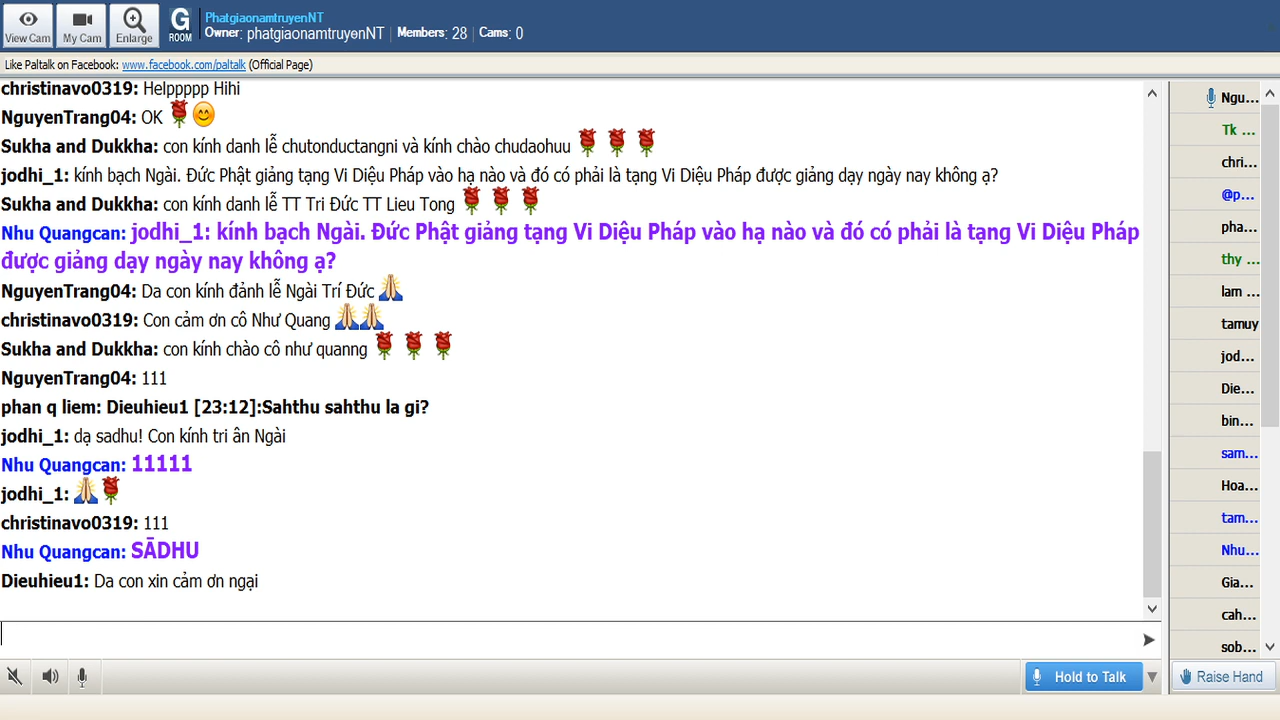 View Cam
My Cam
Enlarge
G
ROOM
PhatgiaonamtruyenNT
Owner: phatgiaonamtruyenNT | Members: 28 | Cams: 0
Like Paltalk on Facebook: www.facebook.com/paltalk (Official Page)
christinavo0319: Helppppp Hihi
NguyenTrang04: OK
Sukha and Dukkha: con kính danh lễ chutonductangni và kính chào chudaohuu
jodhi_1: kính bạch Ngài. Đức Phật giảng tạng Vi Diệu Pháp vào hạ nào và đó có phải là tạng Vi Diệu Pháp được giảng dạy ngày nay không ạ?
Sukha and Dukkha: con kính danh lễ TT Tri Đức TT Lieu Tong
Nhu Quangcan: jodhi_1: kính bạch Ngài. Đức Phật giảng tạng Vi Diệu Pháp vào hạ nào và đó có phải là tạng Vi Diệu Pháp
được giảng dạy ngày nay không ạ?
NguyenTrang04: Da con kính đảnh lễ Ngài Trí Đức
christinavo0319: Con cảm ơn cô Như Quang
Sukha and Dukkha: con kính chào cô như quanng
NguyenTrang04: 111
phan q liem: Dieuhieu1 [23:12]:Sahthu sahthu la gi?
jodhi_1: dạ sadhu! Con kính tri ân Ngài
Nhu Quangcan: 11111
jodhi_1:
christinavo0319: 111
Nhu Quangcan: SĀDHU
Dieuhieu1: Da con xin cảm ơn ngại
Ngu...
Tk ...
chri...
@p...
pha...
thy ...
lam ...
tamuy
jod...
Die...
bin...
sam...
Hoa...
tam...
Nhu...
Gia...
cah...
sob...
Hold to Talk
Raise Hand